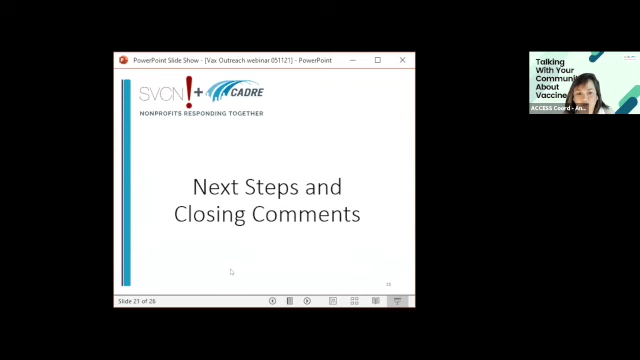 PowerPoint Slide Show - [Vax Outreach webinar 051121] - PowerPoint
SVCN!+ CADRE
NONPROFITS RESPONDING TOGETHER
Next Steps and
Closing Comments
Slide 21 of 26
Talking
With Your
Communi
About
Vaccine
ACCESS Coord - An...